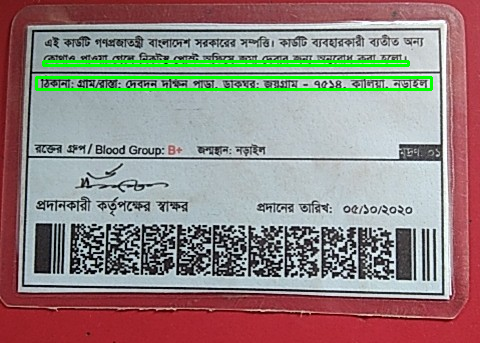 এই কার্ডটি গণপ্রজাতন্ত্রী বাংলাদেশ সরকারের সম্পত্তি। কার্ডটি ব্যবহারকারী ব্যতীত অন্য
কোথাও পাওয়া গেলে নিকটস্থ পোস্ট অফিসে জমা দেবার জন্য অনুরোধ করা হলো।
ঠিকানা: গ্রাম/রাস্তা: দেবদন দক্ষিন পাড়া, ডাকঘর: জয়গ্রাম - ৭৫১৪, কালিয়া, নড়াইল
রক্তের গ্রুপ / Blood Group: B+ জন্মস্থান: নড়াইল মুদ্রণ: ০১
প্রদানকারী কর্তৃপক্ষের স্বাক্ষর প্রদানের তারিখ: ০৫/১০/২০২০